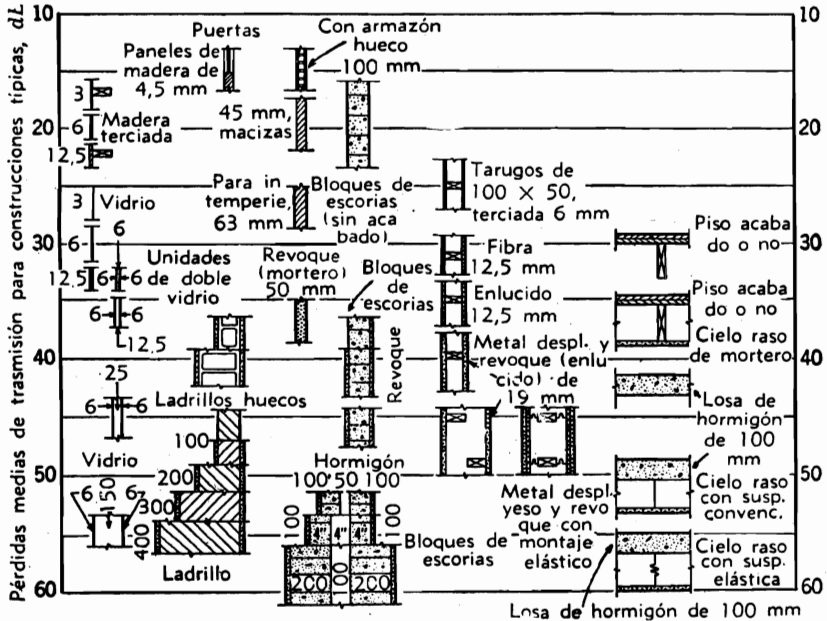 Pérdidas medias de trasmisión para construcciones típicas, dL
10
20
30
40
50
60
Puertas
Paneles de
madera de
4,5 mm
Con armazón
hueco
100 mm
3
6
12,5
Madera
terciada
45 mm,
macizas
3
6
12,5
Vidrio
6
6
6
Para in
temperie,
63 mm
Bloques de
escorias
(sin aca
bado)
Tarugos de
100 × 50,
terciada 6 mm
Unidades
de doble
vidrio
6
6
12,5
Revoque
(mortero)
50 mm
Bloques
de
escorias
Revoque
Fibra
12,5 mm
Enlucido
12,5 mm
Piso acaba
do o no
Piso acaba
do o no
Cielo raso
de mortero
25
6
6
Ladrillos huecos
Metal despl. y
revoque (enlu
cido) de
19 mm
Losa de
hormigón
de 100
mm
Vidrio
6
150
6
100
200
300
400
Ladrillo
Hormigón
100
50
100
100
4"
4"
100
200
100
200
Bloques de
escorias
Metal despl.
yeso y revo
que con
montaje
elástico
Cielo raso
con susp.
convenc.
Cielo raso
con susp.
elástica
Losa de hormigón de 100 mm
10
20
30
40
50
60